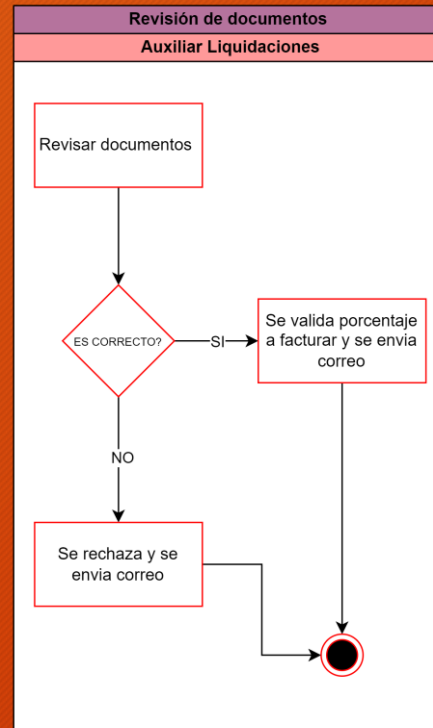 Revisión de documentos
Auxiliar Liquidaciones
Revisar documentos
ES CORRECTO?
SI
Se valida porcentaje
a facturar y se envia
correo
NO
Se rechaza y se
envia correo